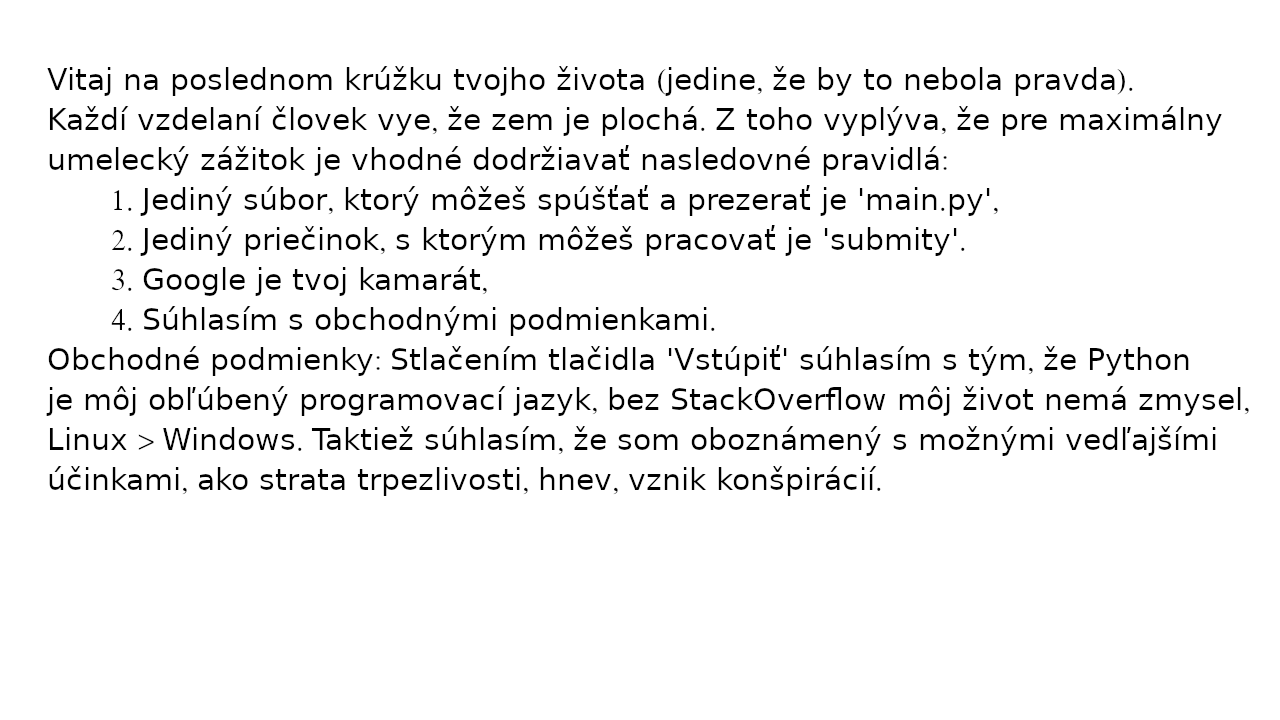 Vitaj na poslednom krúžku tvojho života (jedine, že by to nebola pravda).
Každí vzdelaní človek vye, že zem je plochá. Z toho vyplýva, že pre maximálny
umelecký zážitok je vhodné dodržiavať nasledovné pravidlá:
1. Jediný súbor, ktorý môžeš spúšťať a prezerať je 'main.py',
2. Jediný priečinok, s ktorým môžeš pracovať je 'submity'.
3. Google je tvoj kamarát,
4. Súhlasím s obchodnými podmienkami.
Obchodné podmienky: Stlačením tlačidla 'Vstúpiť' súhlasím s tým, že Python
je môj obľúbený programovací jazyk, bez StackOverflow môj život nemá zmysel,
Linux > Windows. Taktiež súhlasím, že som oboznámený s možnými vedľajšími
účinkami, ako strata trpezlivosti, hnev, vznik konšpirácií.